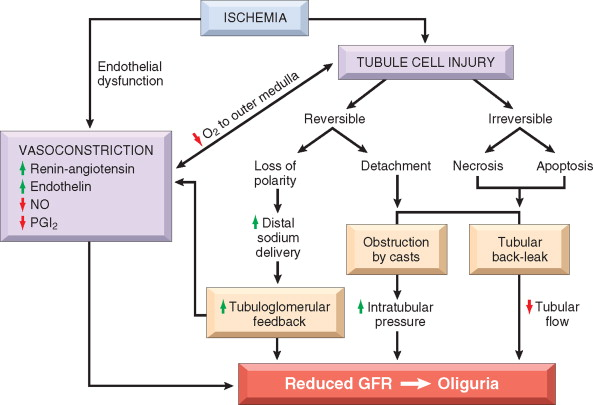 ISCHEMIA
Endothelial
dysfunction
TUBULE CELL INJURY
O₂ to outer medulla
Reversible
Irreversible
VASOCONSTRICTION
Renin-angiotensin
Endothelin
NO
PGI₂
Loss of
polarity
Detachment
Necrosis
Apoptosis
Distal
sodium
delivery
Obstruction
by casts
Tubular
back-leak
Tubuloglomerular
feedback
Intratubular
pressure
Tubular
flow
Reduced GFR → Oliguria